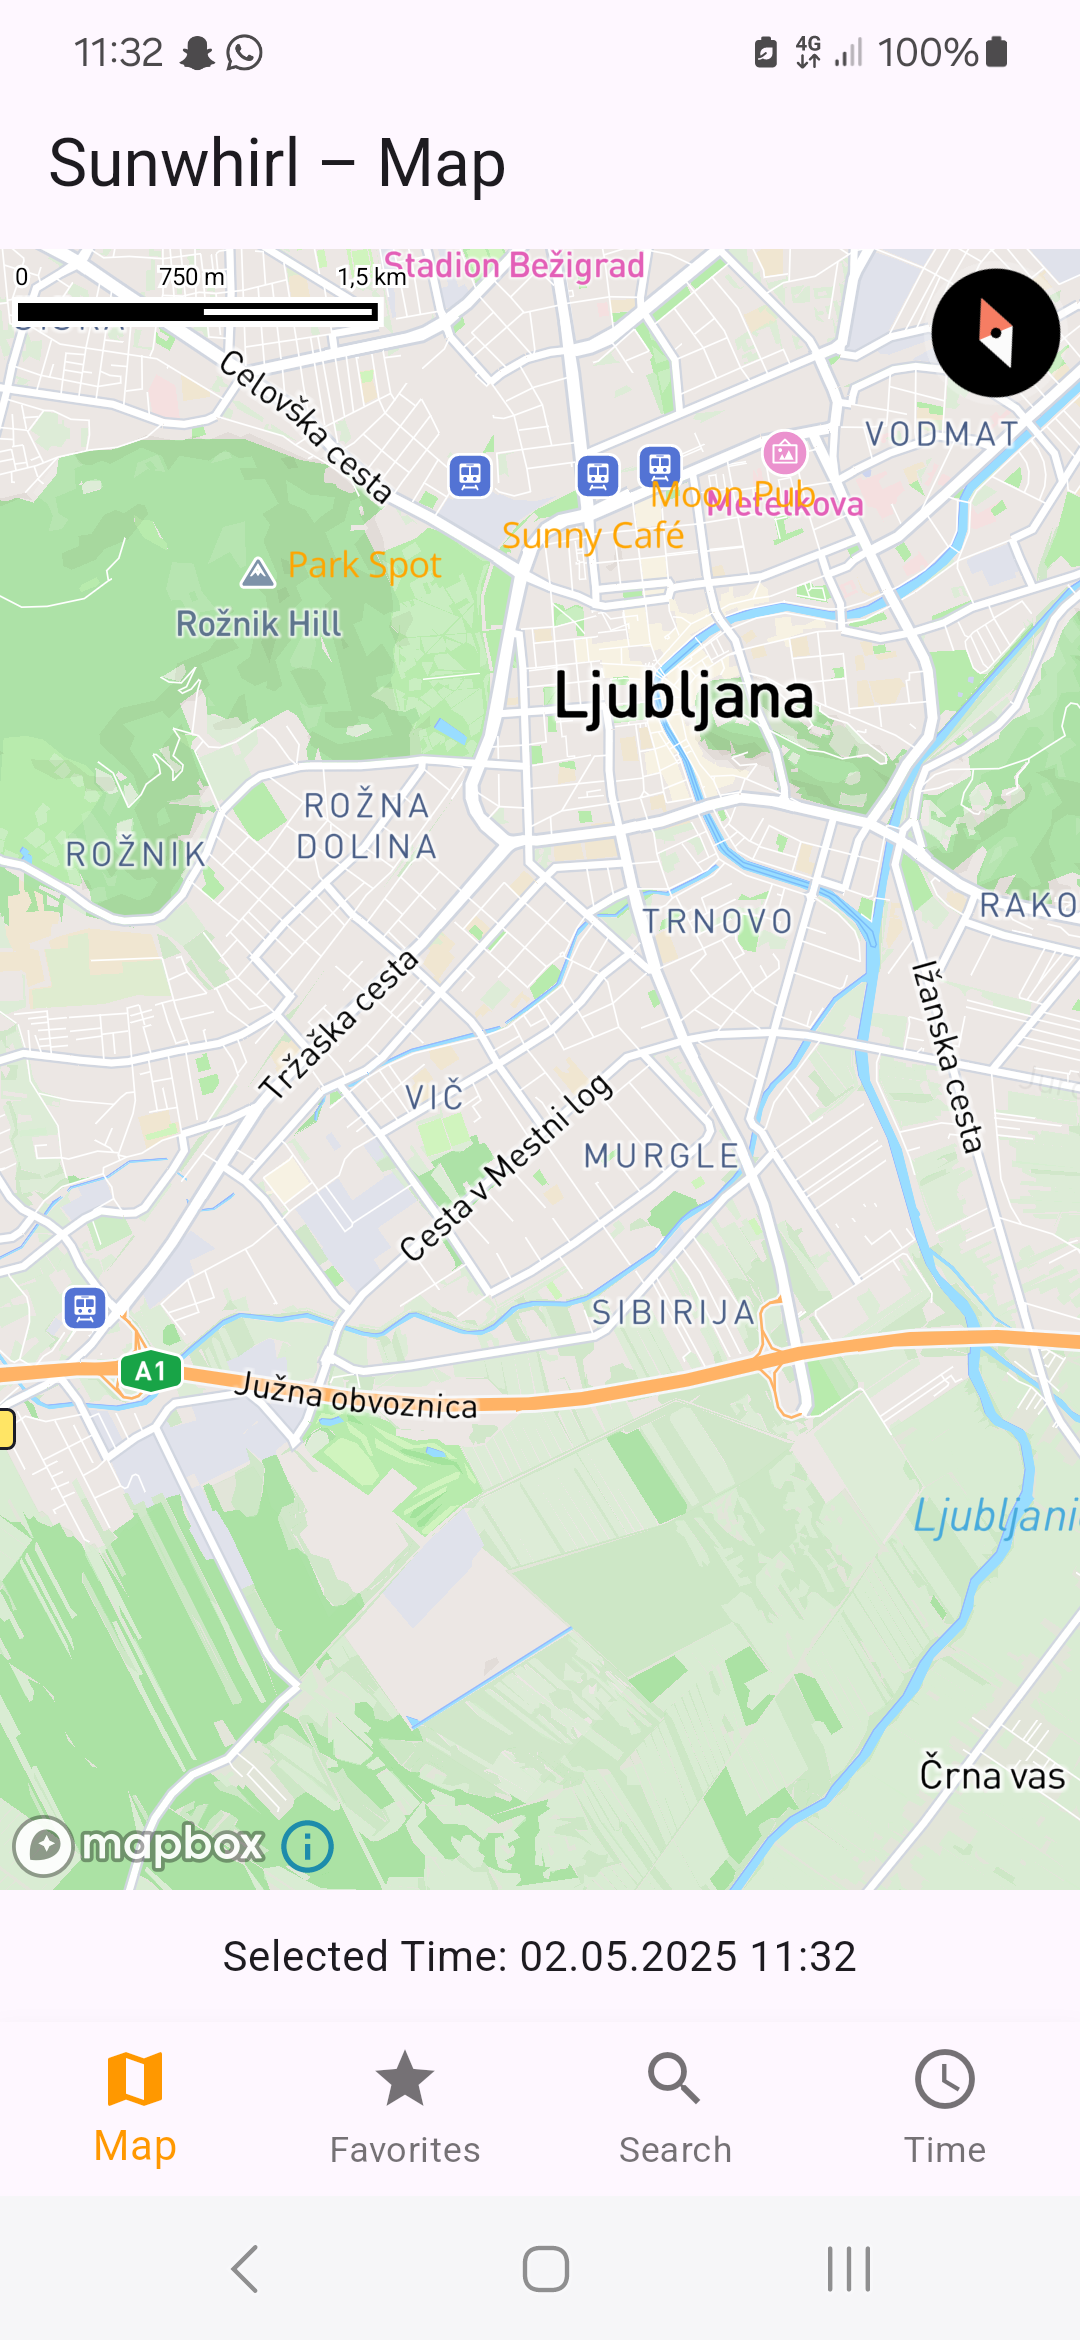 11:32
4G
100%
Sunwhirl – Map
Stadion Bežigrad
0 750 m 1,5 km
Celovška cesta
VODMAT
Moon Pub
Metelkova
Sunny Café
Park Spot
Rožnik Hill
Ljubljana
ROŽNA
DOLINA
ROŽNIK
TRNOVO
RAKO
Tržaška cesta
Ižanska cesta
VIČ
Cesta v Mestni log
MURGLE
SIBIRIJA
A1
Južna obvoznica
Ljubljani
Črna vas
mapbox
Selected Time: 02.05.2025 11:32
Map
Favorites
Search
Time